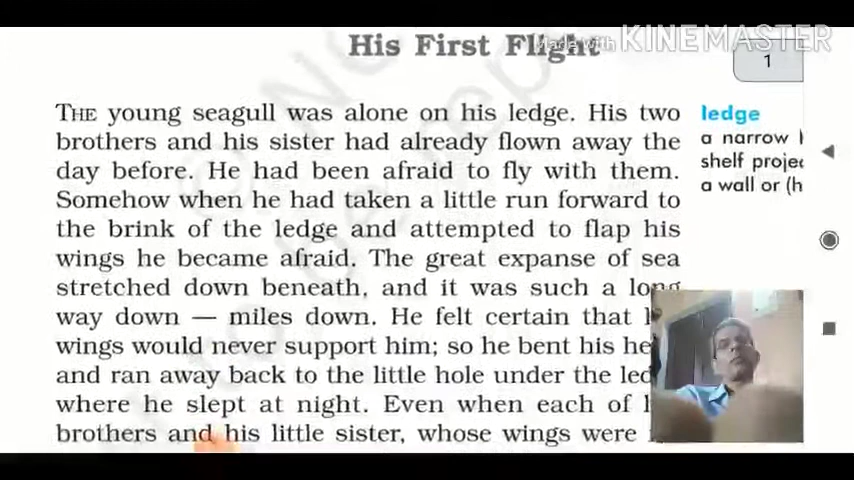 His First Flight
Made with KINEMASTER
1
THE young seagull was alone on his ledge. His two
brothers and his sister had already flown away the
day before. He had been afraid to fly with them.
Somehow when he had taken a little run forward to
the brink of the ledge and attempted to flap his
wings he became afraid. The great expanse of sea
stretched down beneath, and it was such a long
way down — miles down. He felt certain that
wings would never support him; so he bent his he
and ran away back to the little hole under the led
where he slept at night. Even when each of
brothers and his little sister, whose wings were
ledge
a narrow
shelf projec
a wall or (h